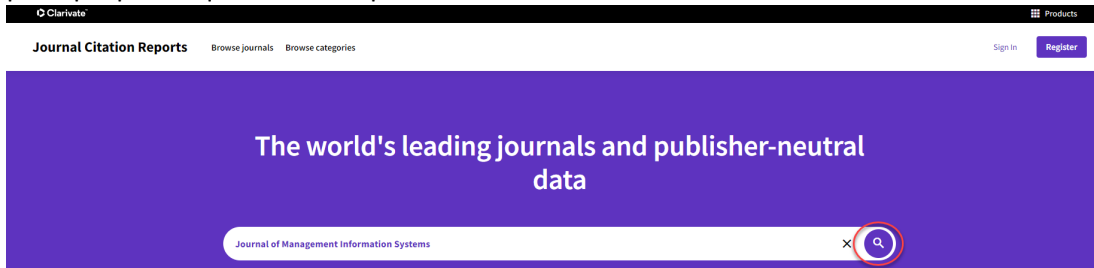 Clarivate™
Products
Journal Citation Reports
Browse journals
Browse categories
Sign In
Register
The world's leading journals and publisher-neutral
data
Journal of Management Information Systems